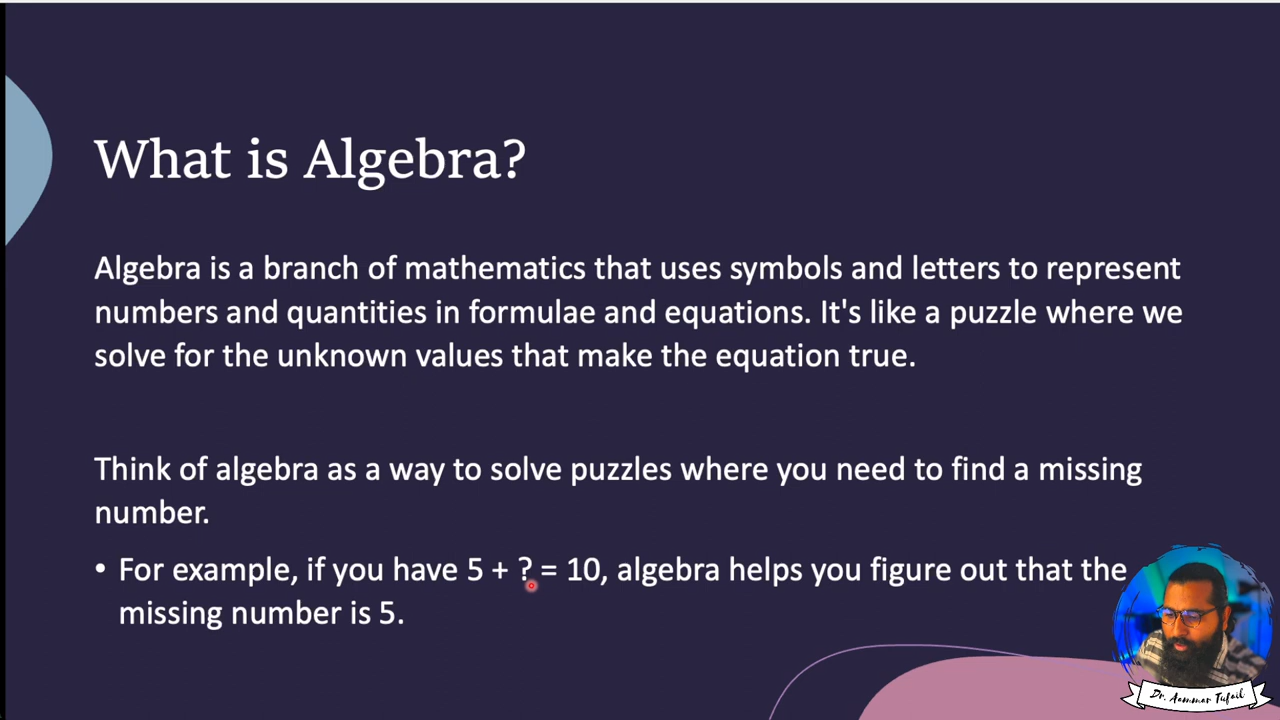 What is Algebra?
Algebra is a branch of mathematics that uses symbols and letters to represent
numbers and quantities in formulae and equations. It's like a puzzle where we
solve for the unknown values that make the equation true.
Think of algebra as a way to solve puzzles where you need to find a missing
number.
• For example, if you have 5 + ? = 10, algebra helps you figure out that the
missing number is 5.
Dr. Aammar Tufail